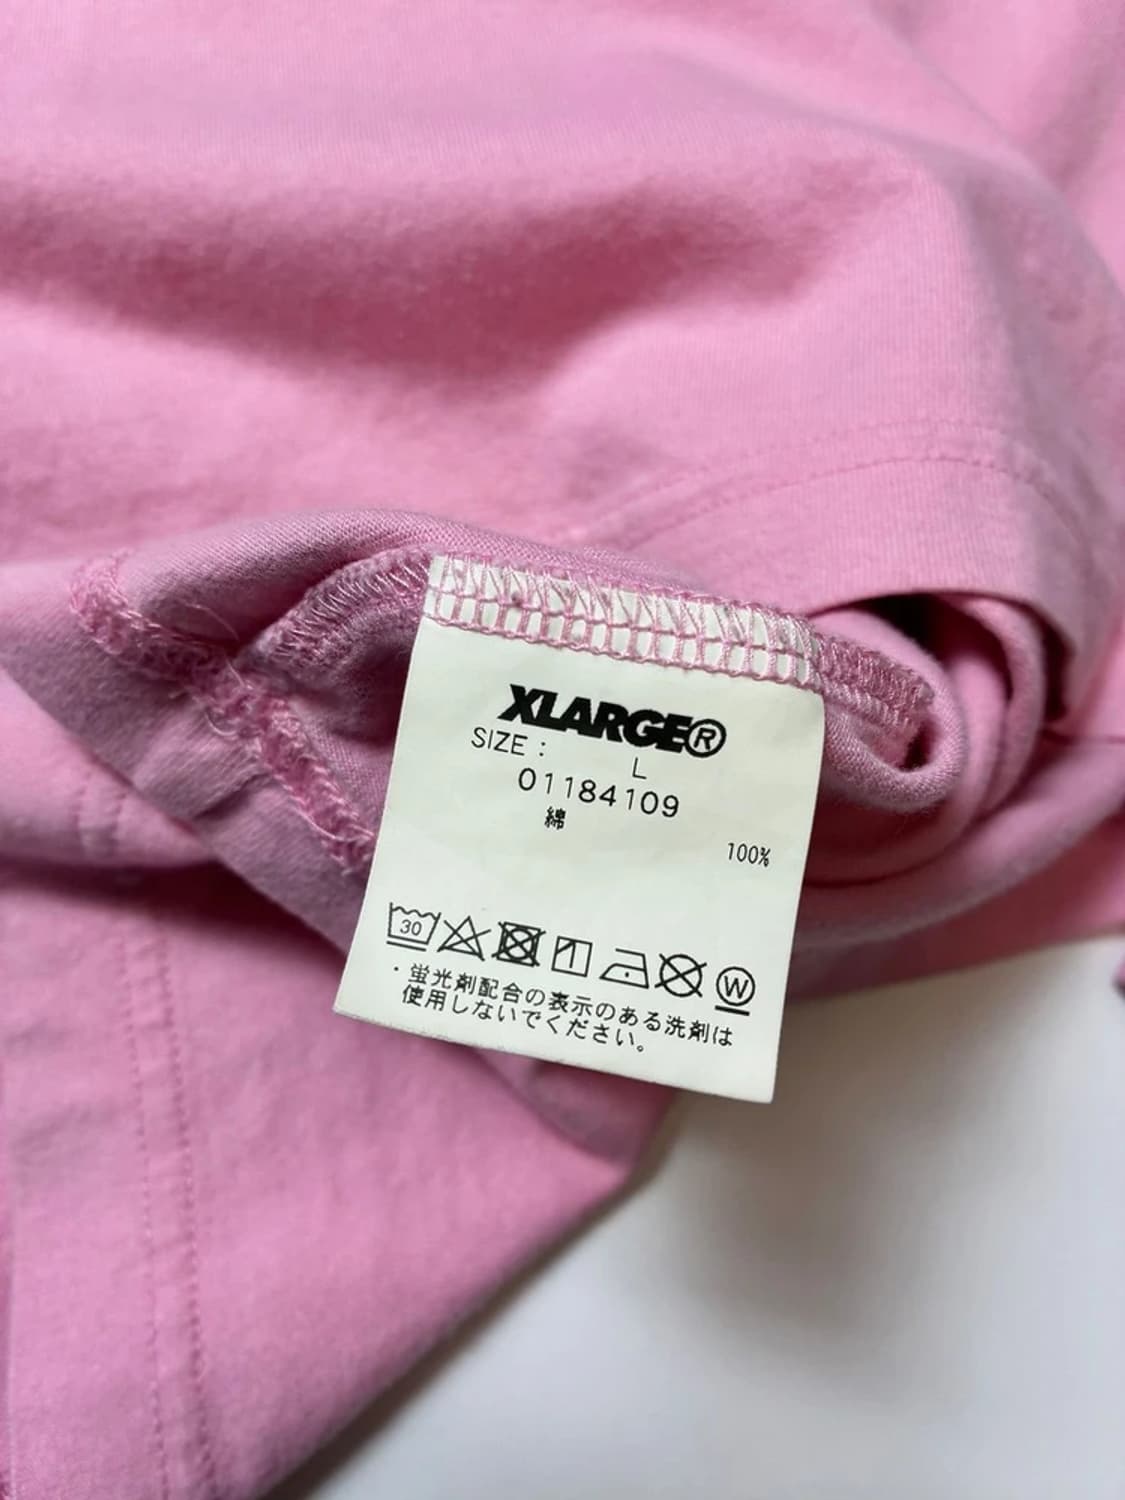 XLARGE®
SIZE : L
01184109
綿 100%
30 W
・蛍光剤配合の表示のある洗剤は
使用しないでください。